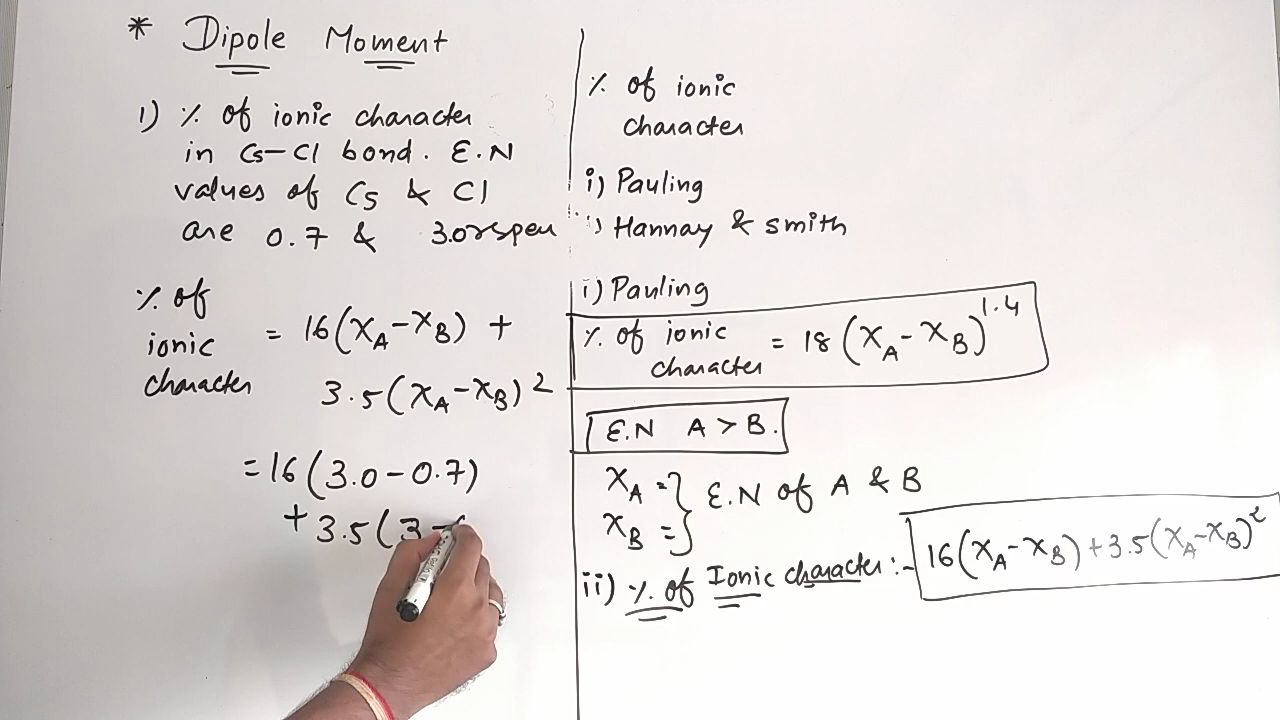 * Dipole Moment
1) % of ionic character
in Cs-Cl bond. E.N
values of Cs & Cl
are 0.7 & 3.0
% of
ionic
character
= 16(XA-XB) +
3.5(XA-XB)2
=16(3.0-0.7)
+3.5(3-
% of ionic
character
i) Pauling
) Hannay & smith
i) Pauling
% of ionic
character
= 18(XA-XB)1.4
E.N A > B.
XA =} E.N of A & B
XB =}
ii) % of Ionic character :- 16(XA-XB)+3.5(XA-XB)2